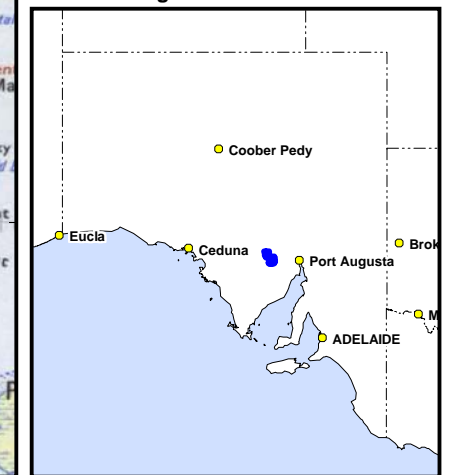 Coober Pedy
Eucla
Ceduna
Brok
Port Augusta
M
ADELAIDE